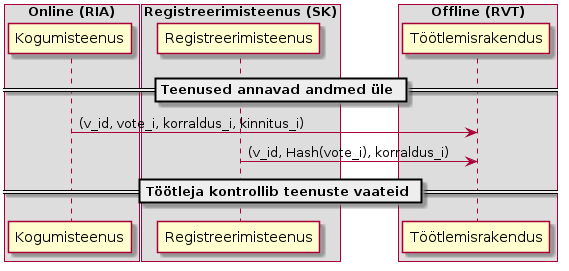 Online (RIA) Registreerimisteenus (SK) Offline (RVT)
Kogumisteenus Registreerimisteenus Töötlemisrakendus
Teenused annavad andmed üle
(v_id, vote_i, korraldus_i, kinnitus_i)
(v_id, Hash(vote_i), korraldus_i)
Töötleja kontrollib teenuste vaateid
Kogumisteenus Registreerimisteenus Töötlemisrakendus